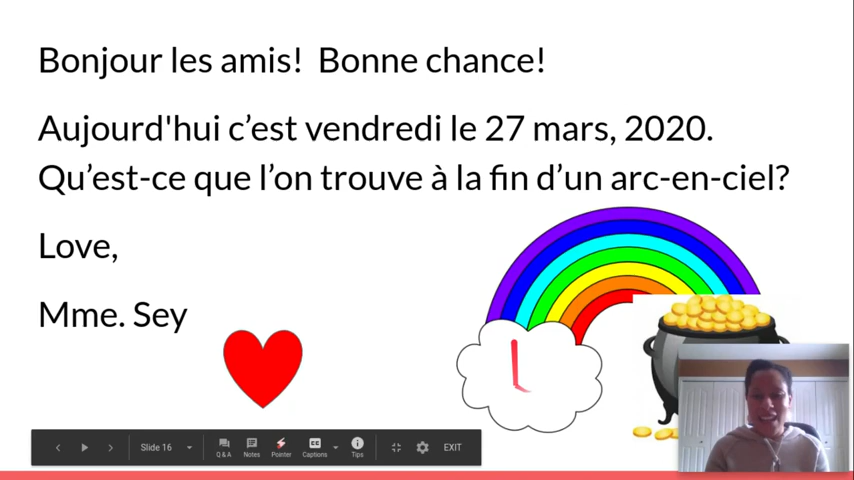 Bonjour les amis!  Bonne chance!
Aujourd'hui c’est vendredi le 27 mars, 2020.
Qu’est-ce que l’on trouve à la fin d’un arc-en-ciel?
Love,
Mme. Sey
Slide 16
Q & A
Notes
Pointer
CC
Captions
Tips
EXIT